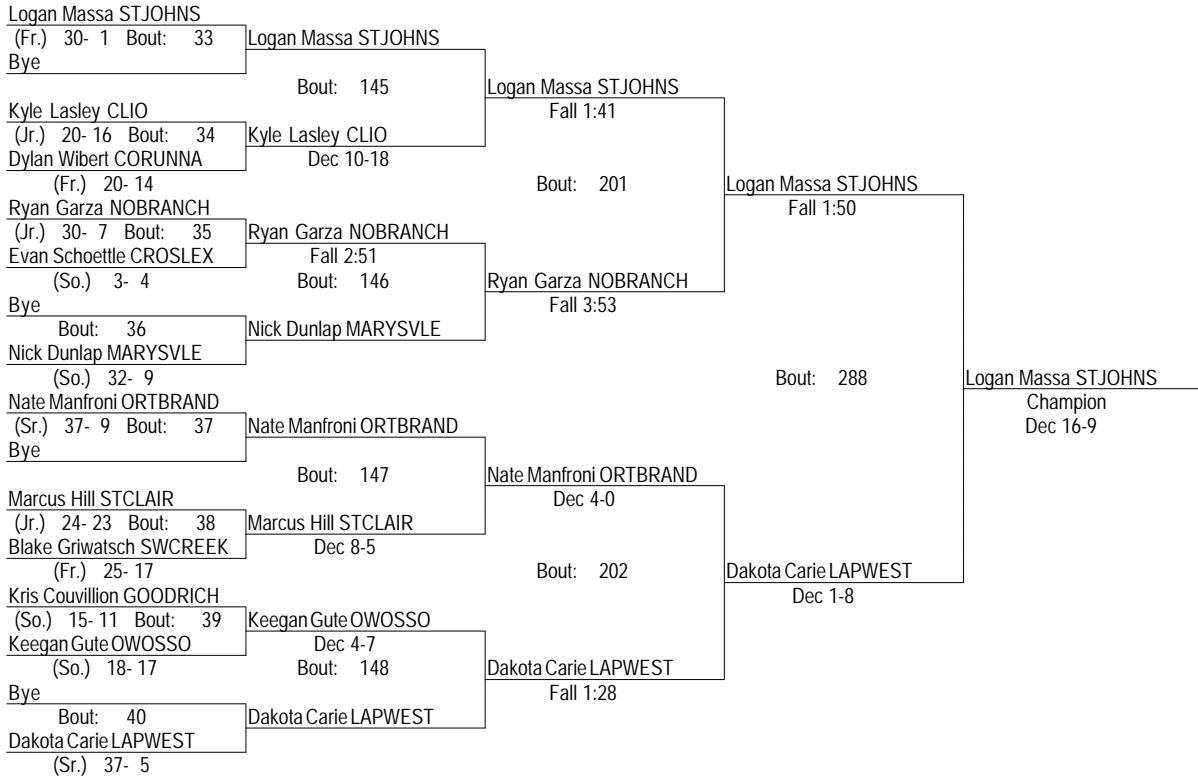 Logan Massa STJOHNS
(Fr.) 30- 1 Bout: 33
Bye
Kyle Lasley CLIO
(Jr.) 20- 16 Bout: 34
Dylan Wibert CORUNNA
(Fr.) 20- 14
Ryan Garza NOBRANCH
(Jr.) 30- 7 Bout: 35
Evan Schoettle CROSLEX
(So.) 3- 4
Bye
Bout: 36
Nick Dunlap MARYSVLE
(So.) 32- 9
Nate Manfroni ORTBRAND
(Sr.) 37- 9 Bout: 37
Bye
Marcus Hill STCLAIR
(Jr.) 24- 23 Bout: 38
Blake Griwatsch SWCREEK
(Fr.) 25- 17
Kris Couvillion GOODRICH
(So.) 15- 11 Bout: 39
Keegan Gute OWOSSO
(So.) 18- 17
Bye
Bout: 40
Dakota Carie LAPWEST
(Sr.) 37- 5
Logan Massa STJOHNS
Bout: 145
Kyle Lasley CLIO
Dec 10-18
Ryan Garza NOBRANCH
Fall 2:51
Bout: 146
Nick Dunlap MARYSVLE
Nate Manfroni ORTBRAND
Bout: 147
Marcus Hill STCLAIR
Dec 8-5
Keegan Gute OWOSSO
Dec 4-7
Bout: 148
Dakota Carie LAPWEST
Logan Massa STJOHNS
Fall 1:41
Bout: 201
Ryan Garza NOBRANCH
Fall 3:53
Nate Manfroni ORTBRAND
Dec 4-0
Bout: 202
Dakota Carie LAPWEST
Fall 1:28
Logan Massa STJOHNS
Fall 1:50
Bout: 288
Dakota Carie LAPWEST
Dec 1-8
Logan Massa STJOHNS
Champion
Dec 16-9